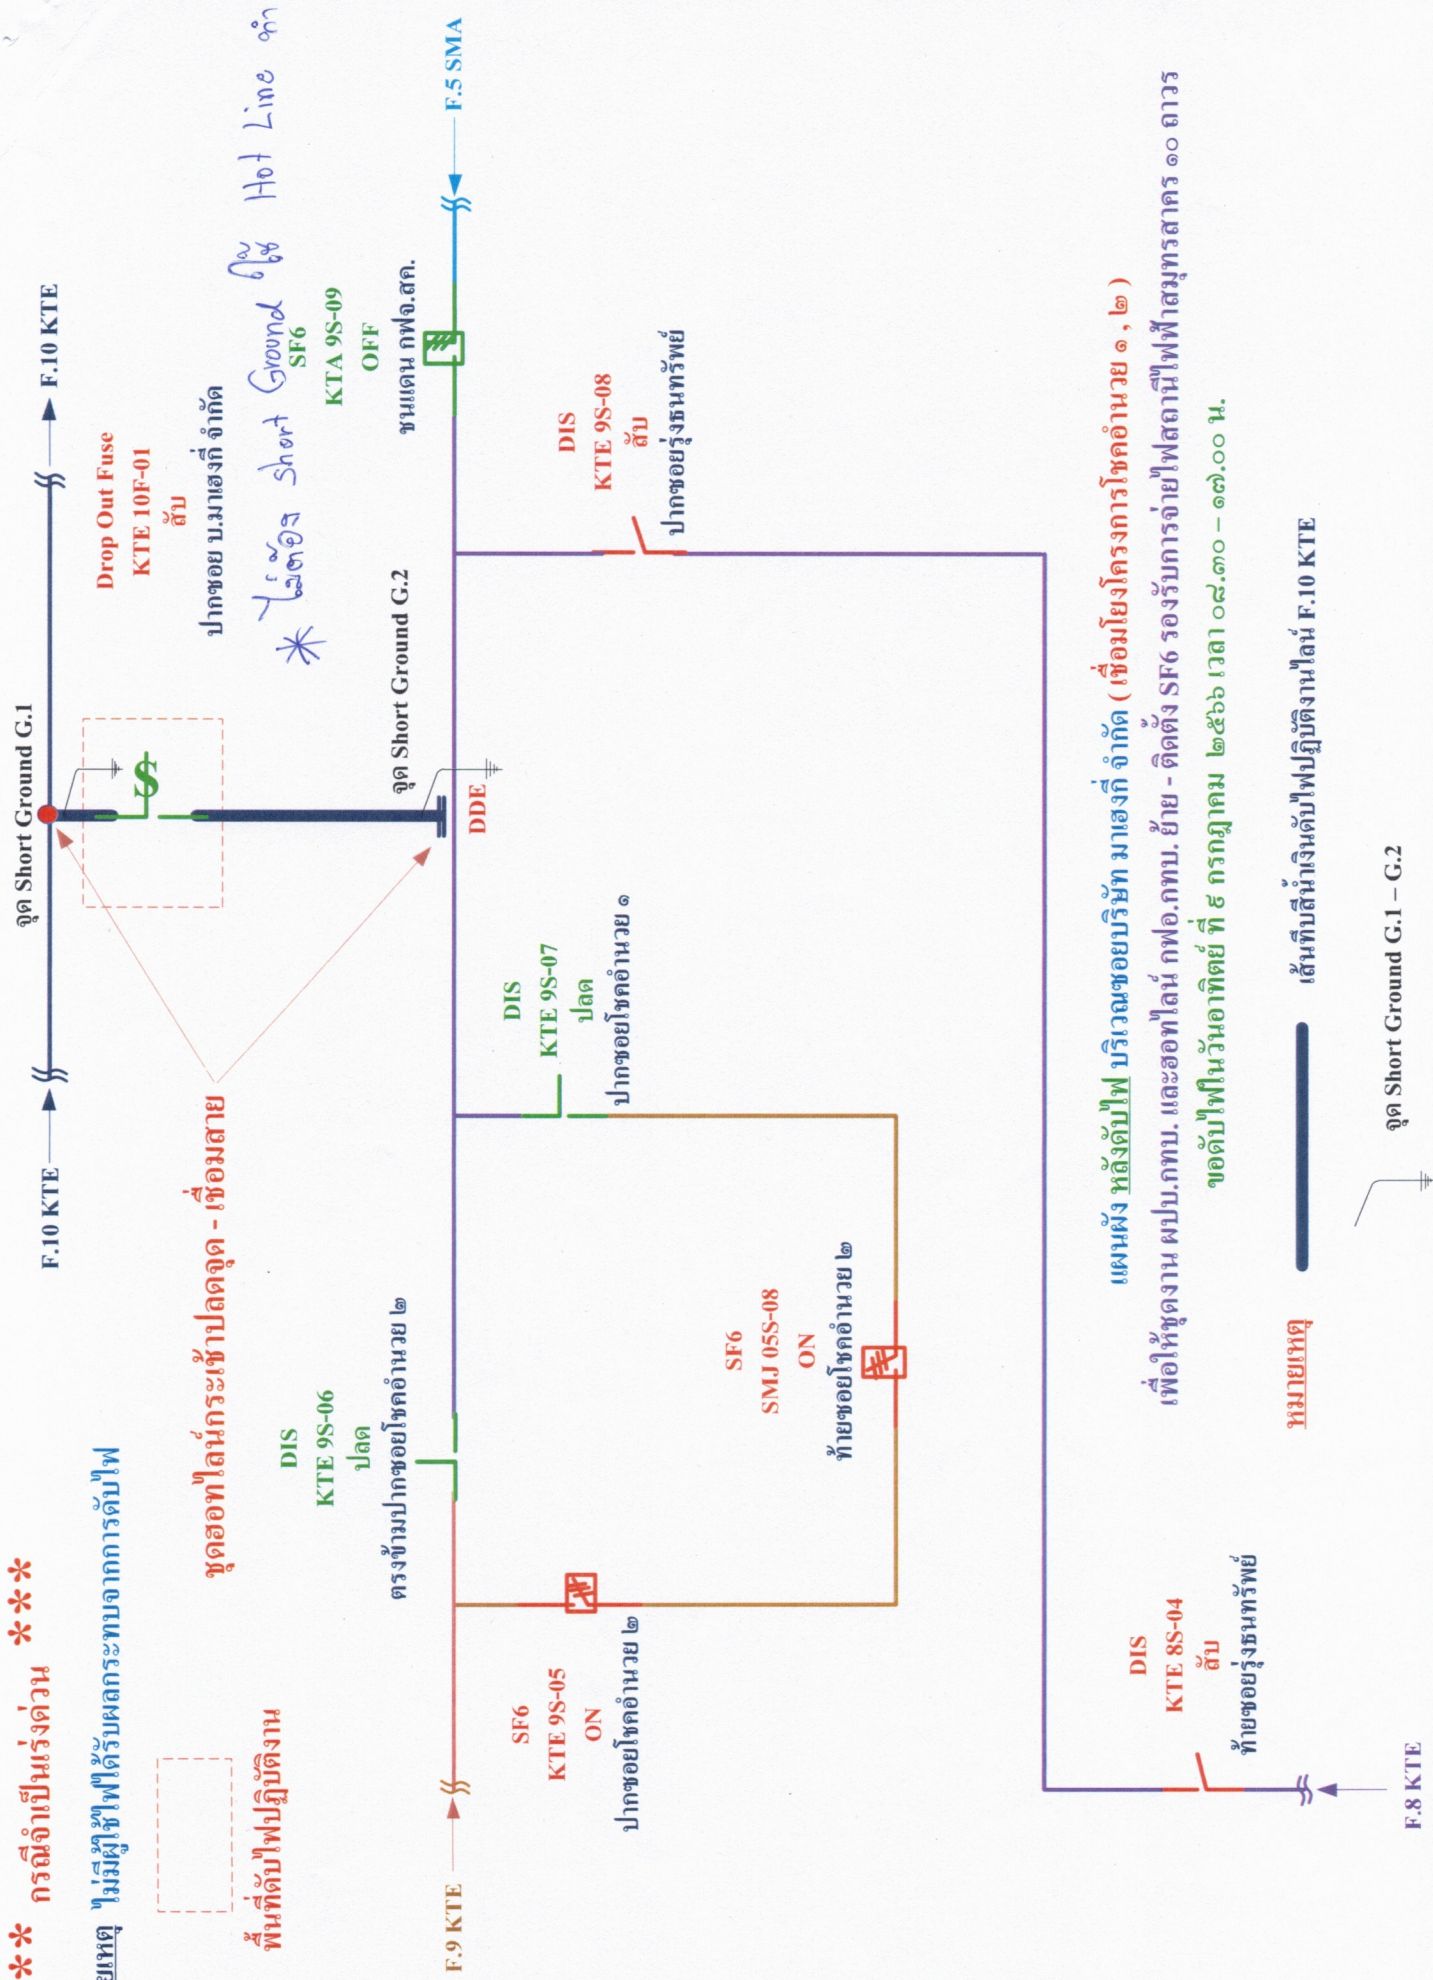 ** กรณีจำเป็นเร่งด่วน ***
ยเหตุ ไม่มีผู้ใช้ไฟได้รับผลกระทบจากการดับไฟ
พื้นที่ดับไฟปฏิบัติงาน
ชุดฮอทไลน์กระเช้าปลดจุด - เชื่อมสาย
จุด Short Ground G.1
F.10 KTE
F.10 KTE
Drop Out Fuse
KTE 10F-01
สับ
ปากซอย บ.มาเฮงกี่ จำกัด
* ไม่ต้อง Short Ground ใช้ Hot Line ทำ
จุด Short Ground G.2
DDE
SF6
KTA 9S-09
OFF
ชนแดน กฟจ.สค.
F.5 SMA
DIS
KTE 9S-06
ปลด
ตรงข้ามปากซอยโชคอำนวย ๒
F.9 KTE
SF6
KTE 9S-05
ON
ปากซอยโชคอำนวย ๒
DIS
KTE 9S-07
ปลด
ปากซอยโชคอำนวย ๑
DIS
KTE 9S-08
สับ
ปากซอยรุ่งธนทรัพย์
SF6
SMJ 05S-08
ON
ท้ายซอยโชคอำนวย ๒
DIS
KTE 8S-04
สับ
ท้ายซอยรุ่งธนทรัพย์
F.8 KTE
แผนผัง หลังดับไฟ บริเวณซอยบริษัท มาเฮงกี่ จำกัด ( เชื่อมโยงโครงการโชคอำนวย ๑ , ๒ )
เพื่อให้ชุดงาน ผปบ.กทบ. และฮอทไลน์ กฟอ.กทบ. ย้าย - ติดตั้ง SF6 รองรับการจ่ายไฟสถานีไฟฟ้าสมุทรสาคร ๑๐ ถาวร
ขอดับไฟในวันอาทิตย์ ที่ ๙ กรกฎาคม ๒๕๖๖ เวลา ๐๘.๓๐ – ๑๗.๐๐ น.
หมายเหตุ
เส้นทึบสีน้ำเงินดับไฟปฏิบัติงานไลน์ F.10 KTE
จุด Short Ground G.1 – G.2